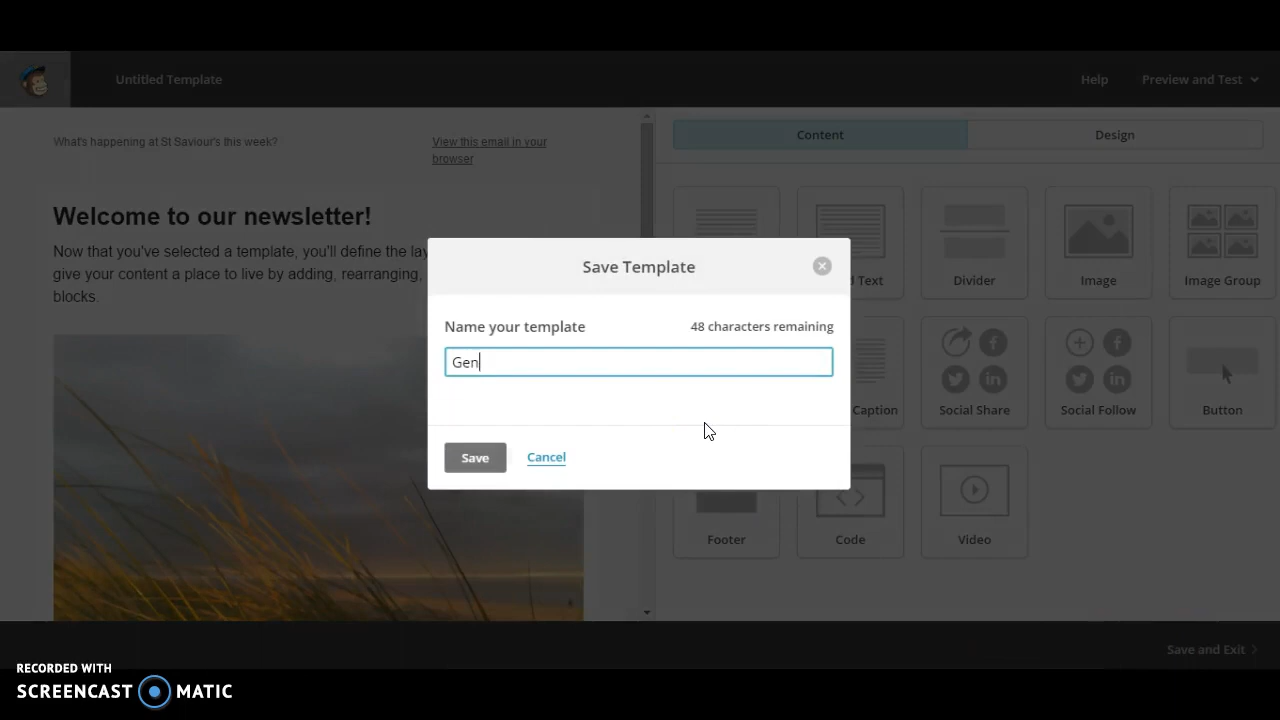 Untitled Template
Help
Preview and Test
What's happening at St Saviour's this week?
View this email in your
browser
Content
Design
Welcome to our newsletter!
Now that you've selected a template, you'll define the lay
give your content a place to live by adding, rearranging,
blocks.
Save Template
Name your template
48 characters remaining
Gen
Save
Cancel
d Text
Divider
Image
Image Group
Caption
Social Share
Social Follow
Button
Footer
Code
Video
Save and Exit
RECORDED WITH
SCREENCAST MATIC